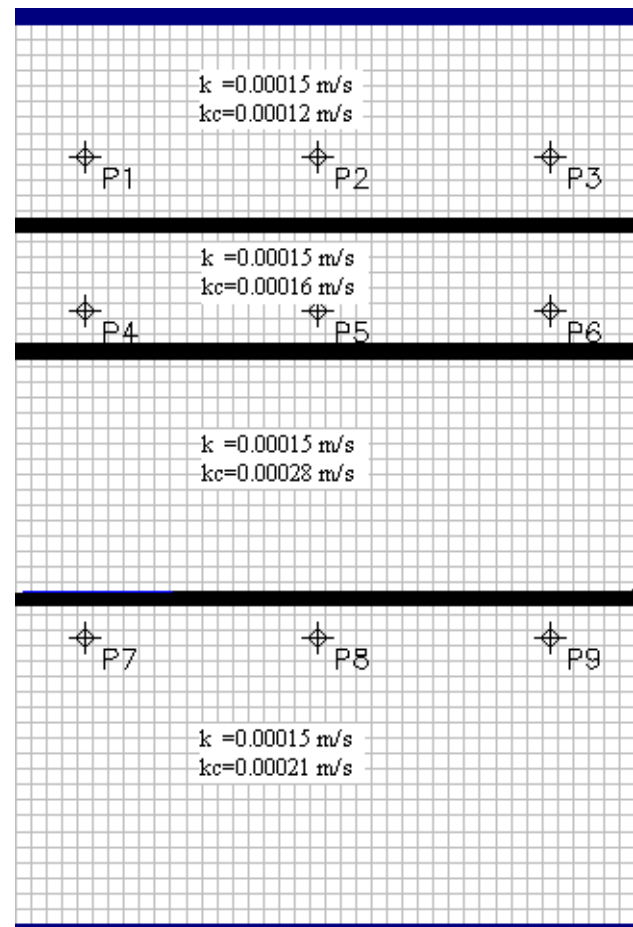 k =0.00015 m/s
kc=0.00012 m/s
P1 P2 P3
k =0.00015 m/s
kc=0.00016 m/s
P4 P5 P6
k =0.00015 m/s
kc=0.00028 m/s
P7 P8 P9
k =0.00015 m/s
kc=0.00021 m/s